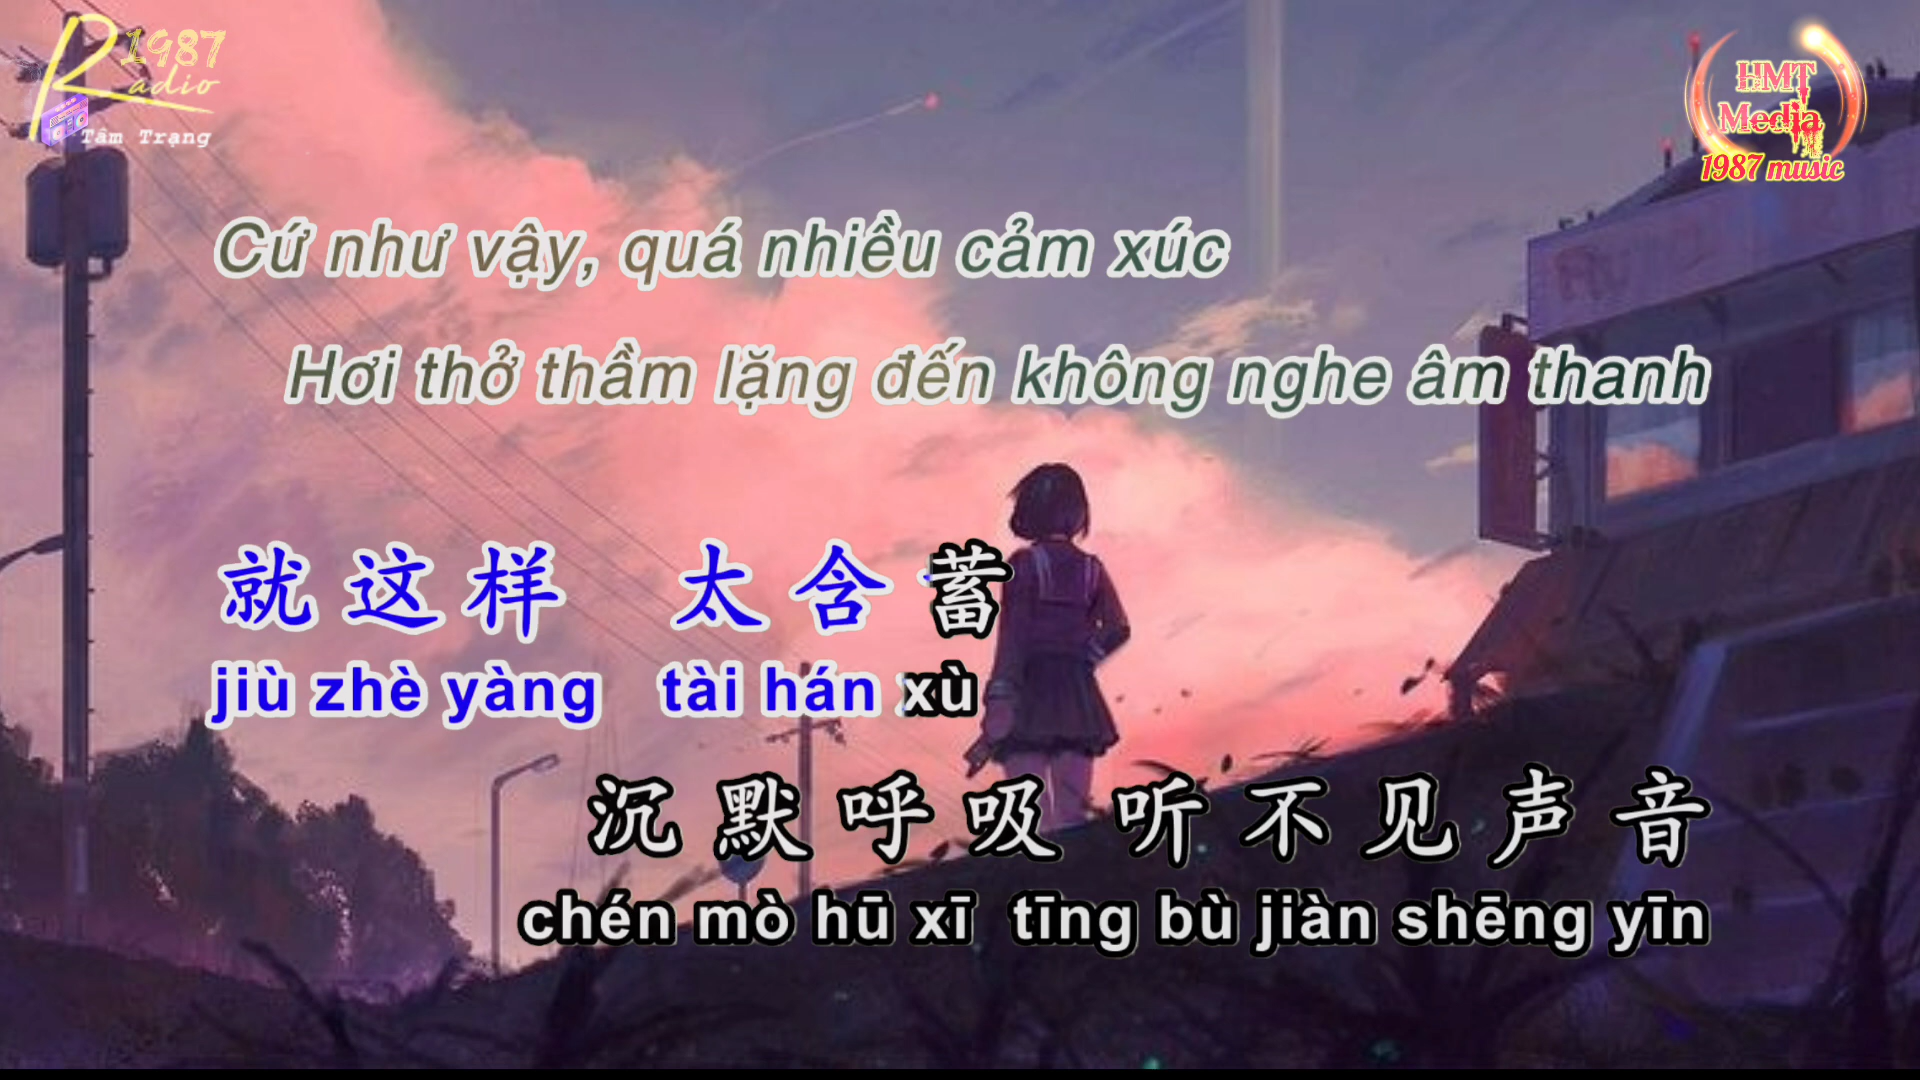 1987
Radio
Tâm Trạng
HMT
Media
1987 music
Cứ như vậy, quá nhiều cảm xúc
Hơi thở thầm lặng đến không nghe âm thanh
就这样 太含蓄
jiù zhè yàng tài hán xù
沉默呼吸 听不见声音
chén mò hū xī tīng bù jiàn shēng yīn